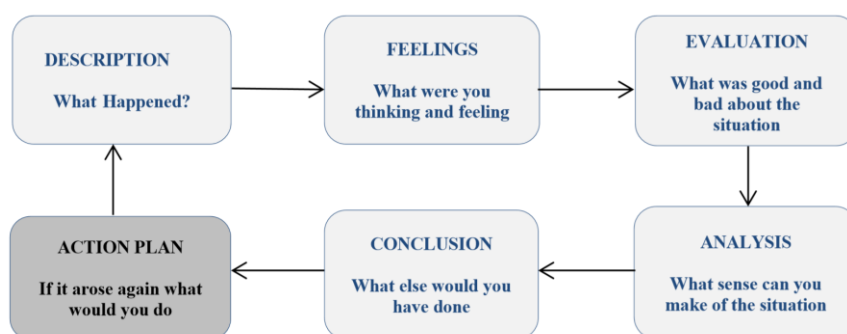 DESCRIPTION
What Happened?
FEELINGS
What were you
thinking and feeling
EVALUATION
What was good and
bad about the
situation
ANALYSIS
What sense can you
make of the situation
CONCLUSION
What else would you
have done
ACTION PLAN
If it arose again what
would you do